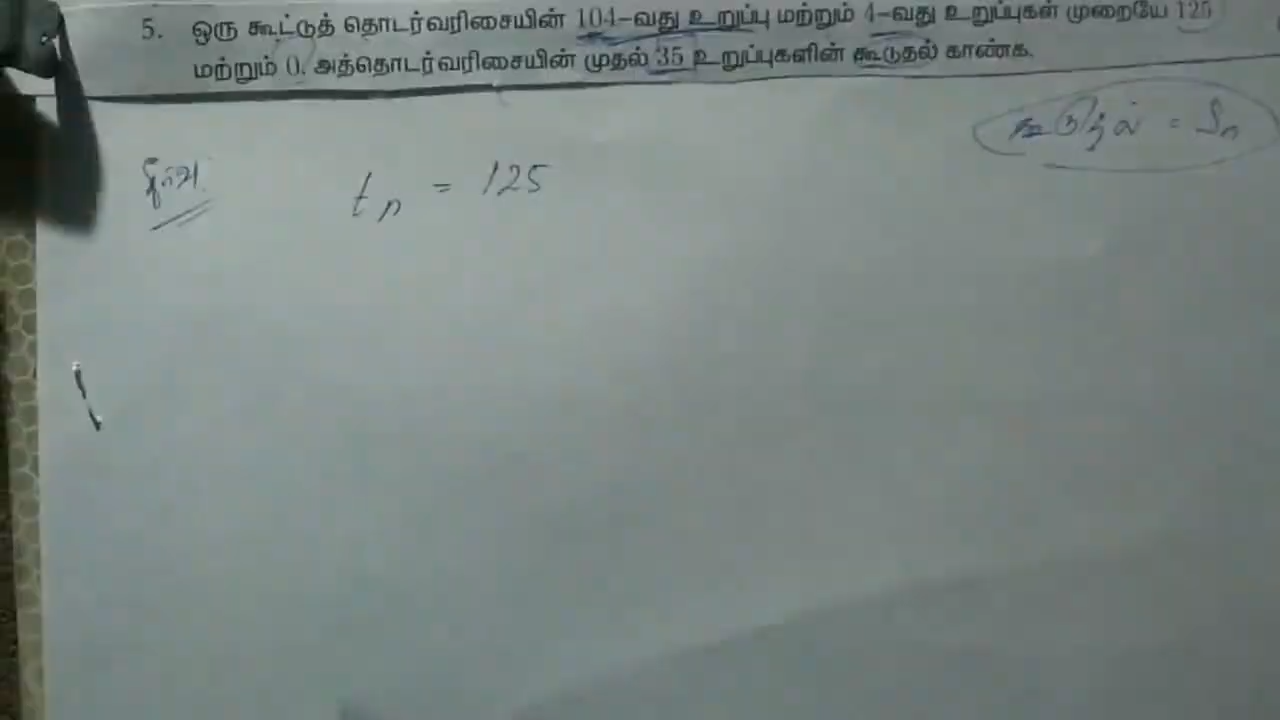 5. ஒரு கூட்டுத் தொடர்வரிசையின் 104-வது உறுப்பு மற்றும் 4-வது உறுப்புகள் முறையே 125
மற்றும் 0. அத்தொடர்வரிசையின் முதல் 35 உறுப்புகளின் கூடுதல் காண்க.
கூடுதல் = Sn
tn = 125